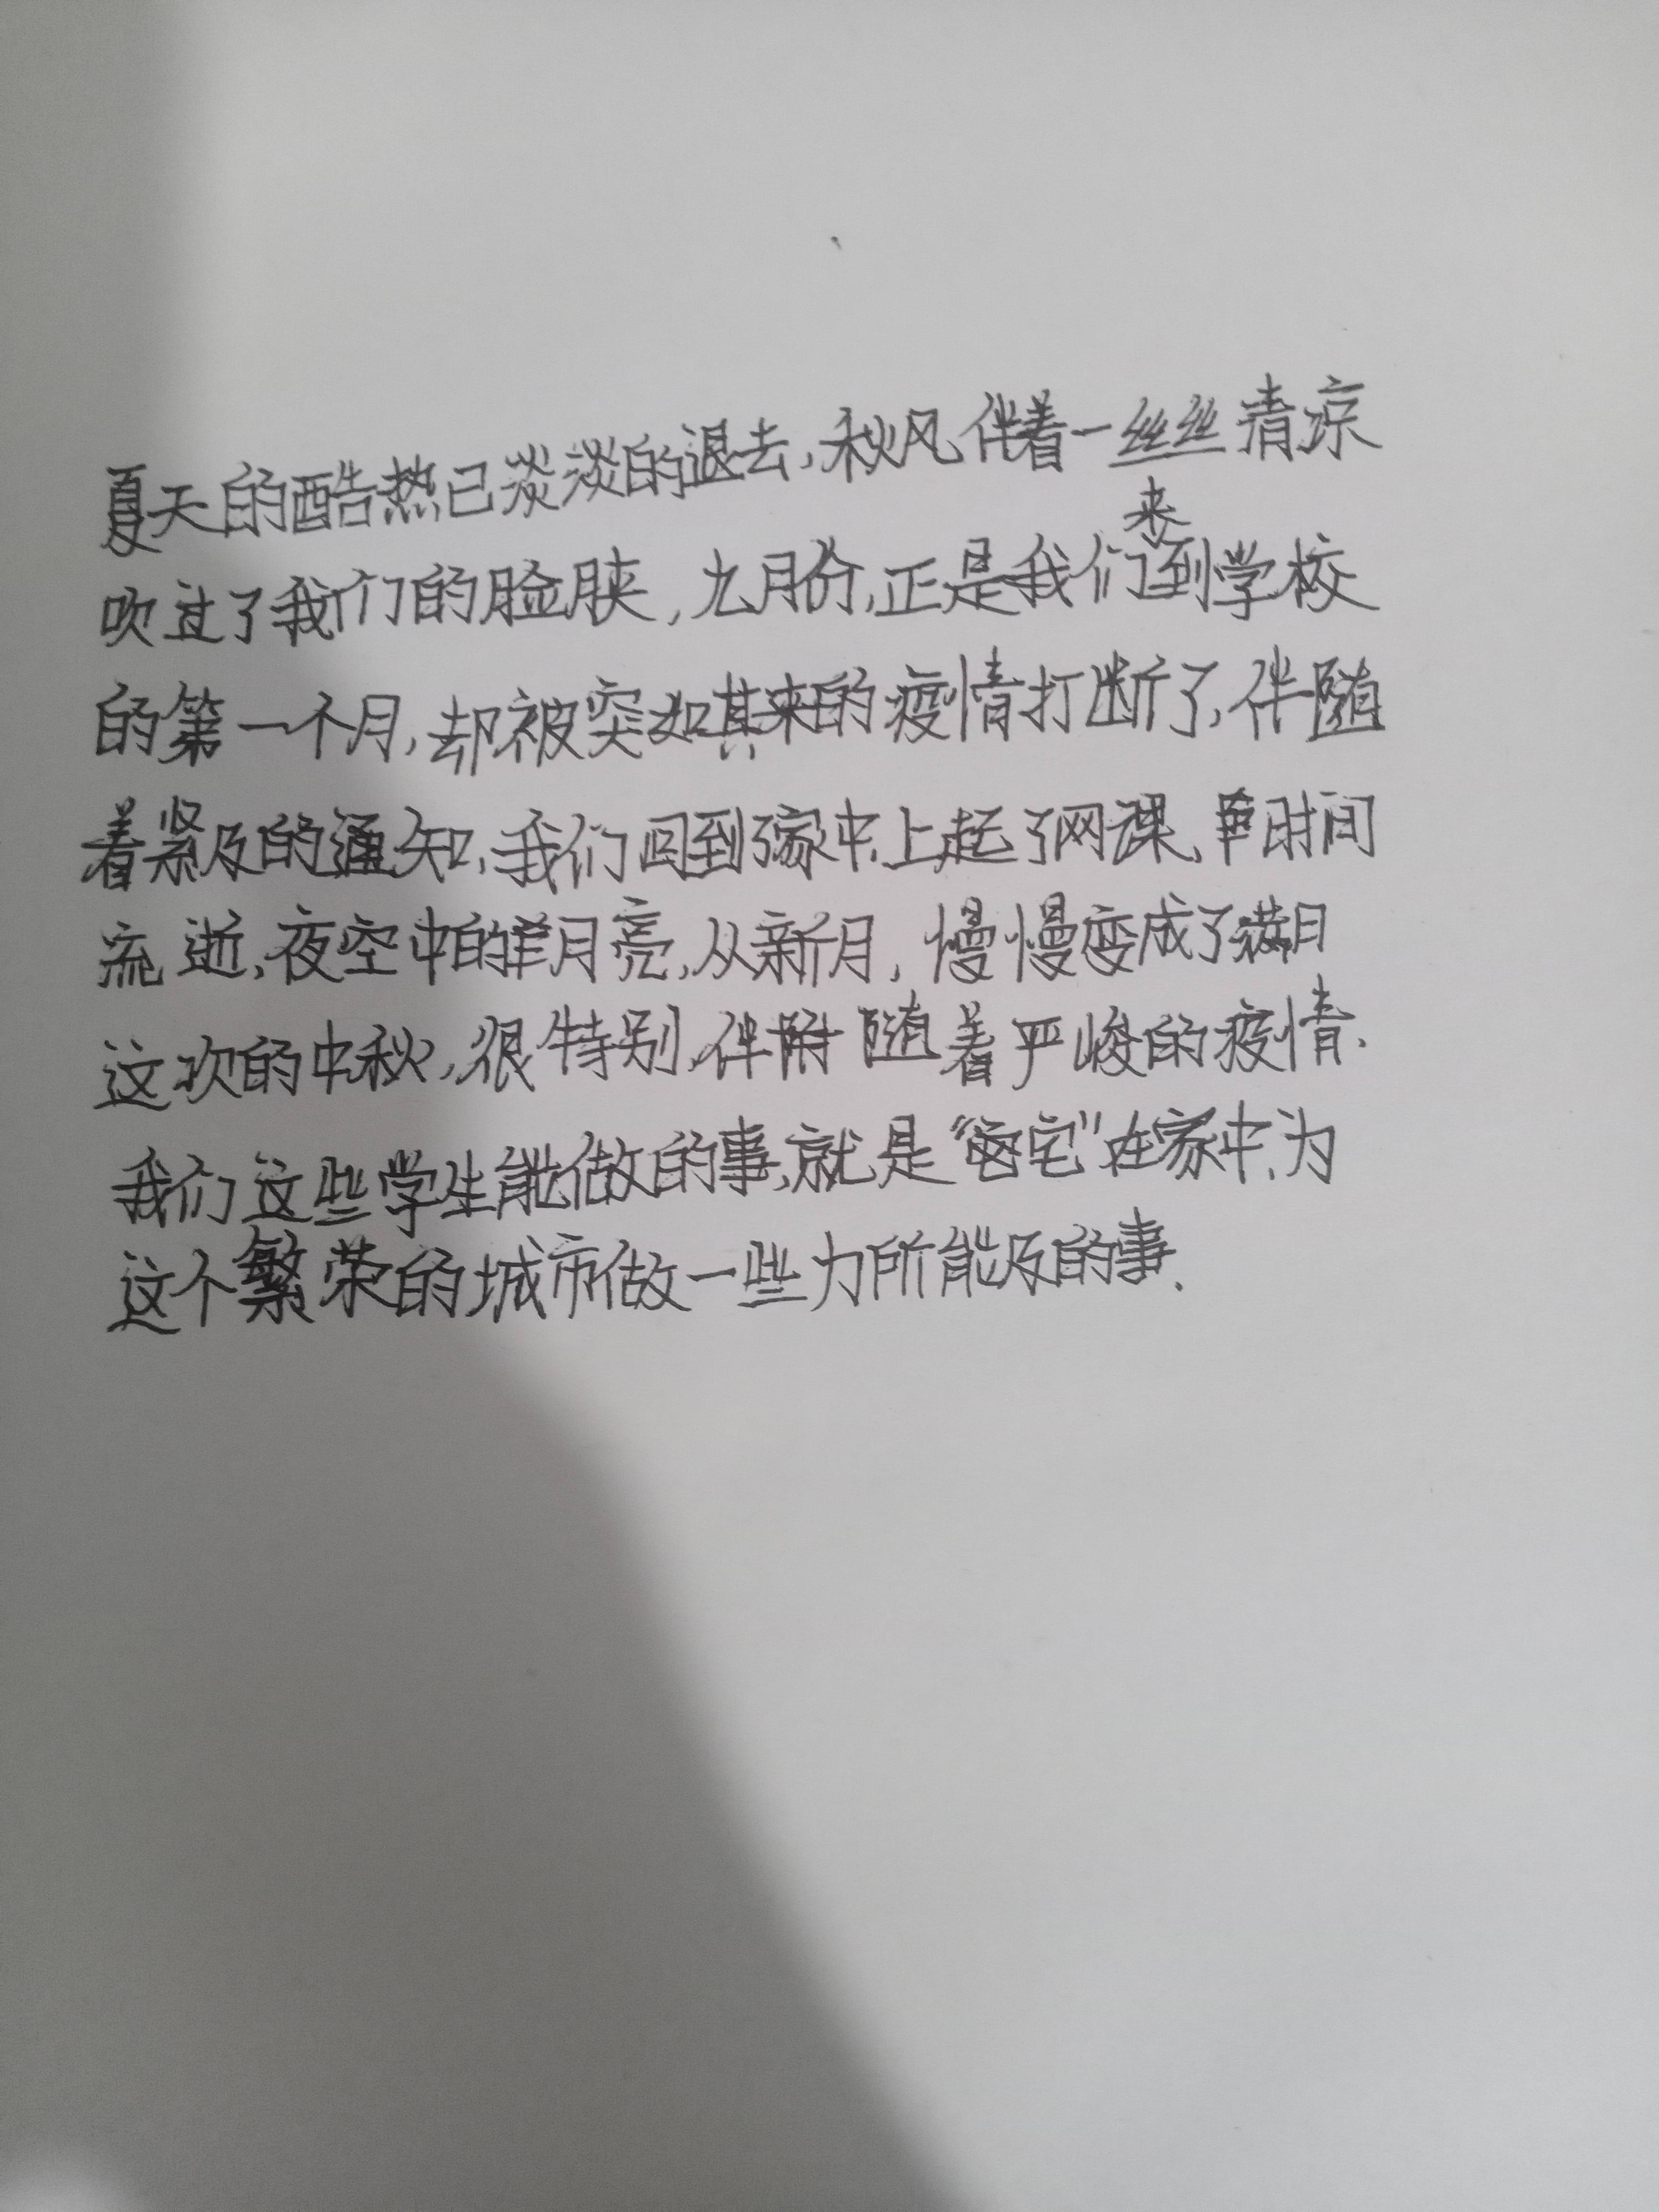 夏天的酷热已淡淡的退去，秋风伴着一丝丝清凉
吹过了我们的脸颊，九月份，正是我们来到学校
的第一个月，却被突如其来的疫情打断了，伴随
着紧及的通知，我们回到家中，上起了网课、时间
流逝，夜空中的月亮，从新月，慢慢变成了满月
这次的中秋，很特别，伴随着严峻的疫情．
我们这些学生能做的事，就是“宅”在家中，为
这个繁荣的城市做一些力所能及的事．